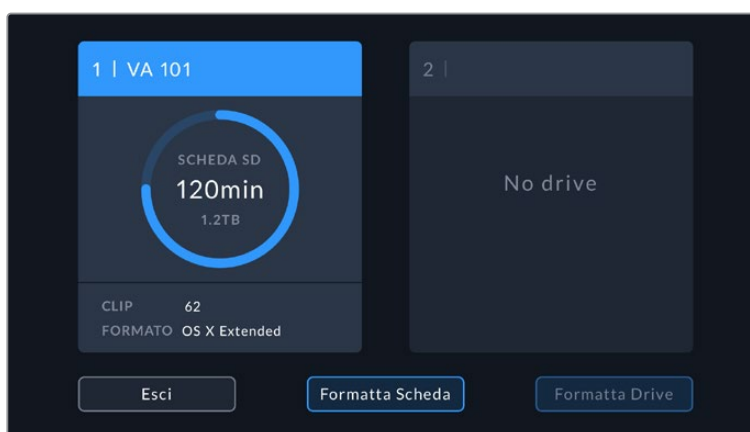 1 | VA 101
SCHEDA SD
120min
1.2TB
CLIP 62
FORMATO OS X Extended
2 |
No drive
Esci
Formatta Scheda
Formatta Drive